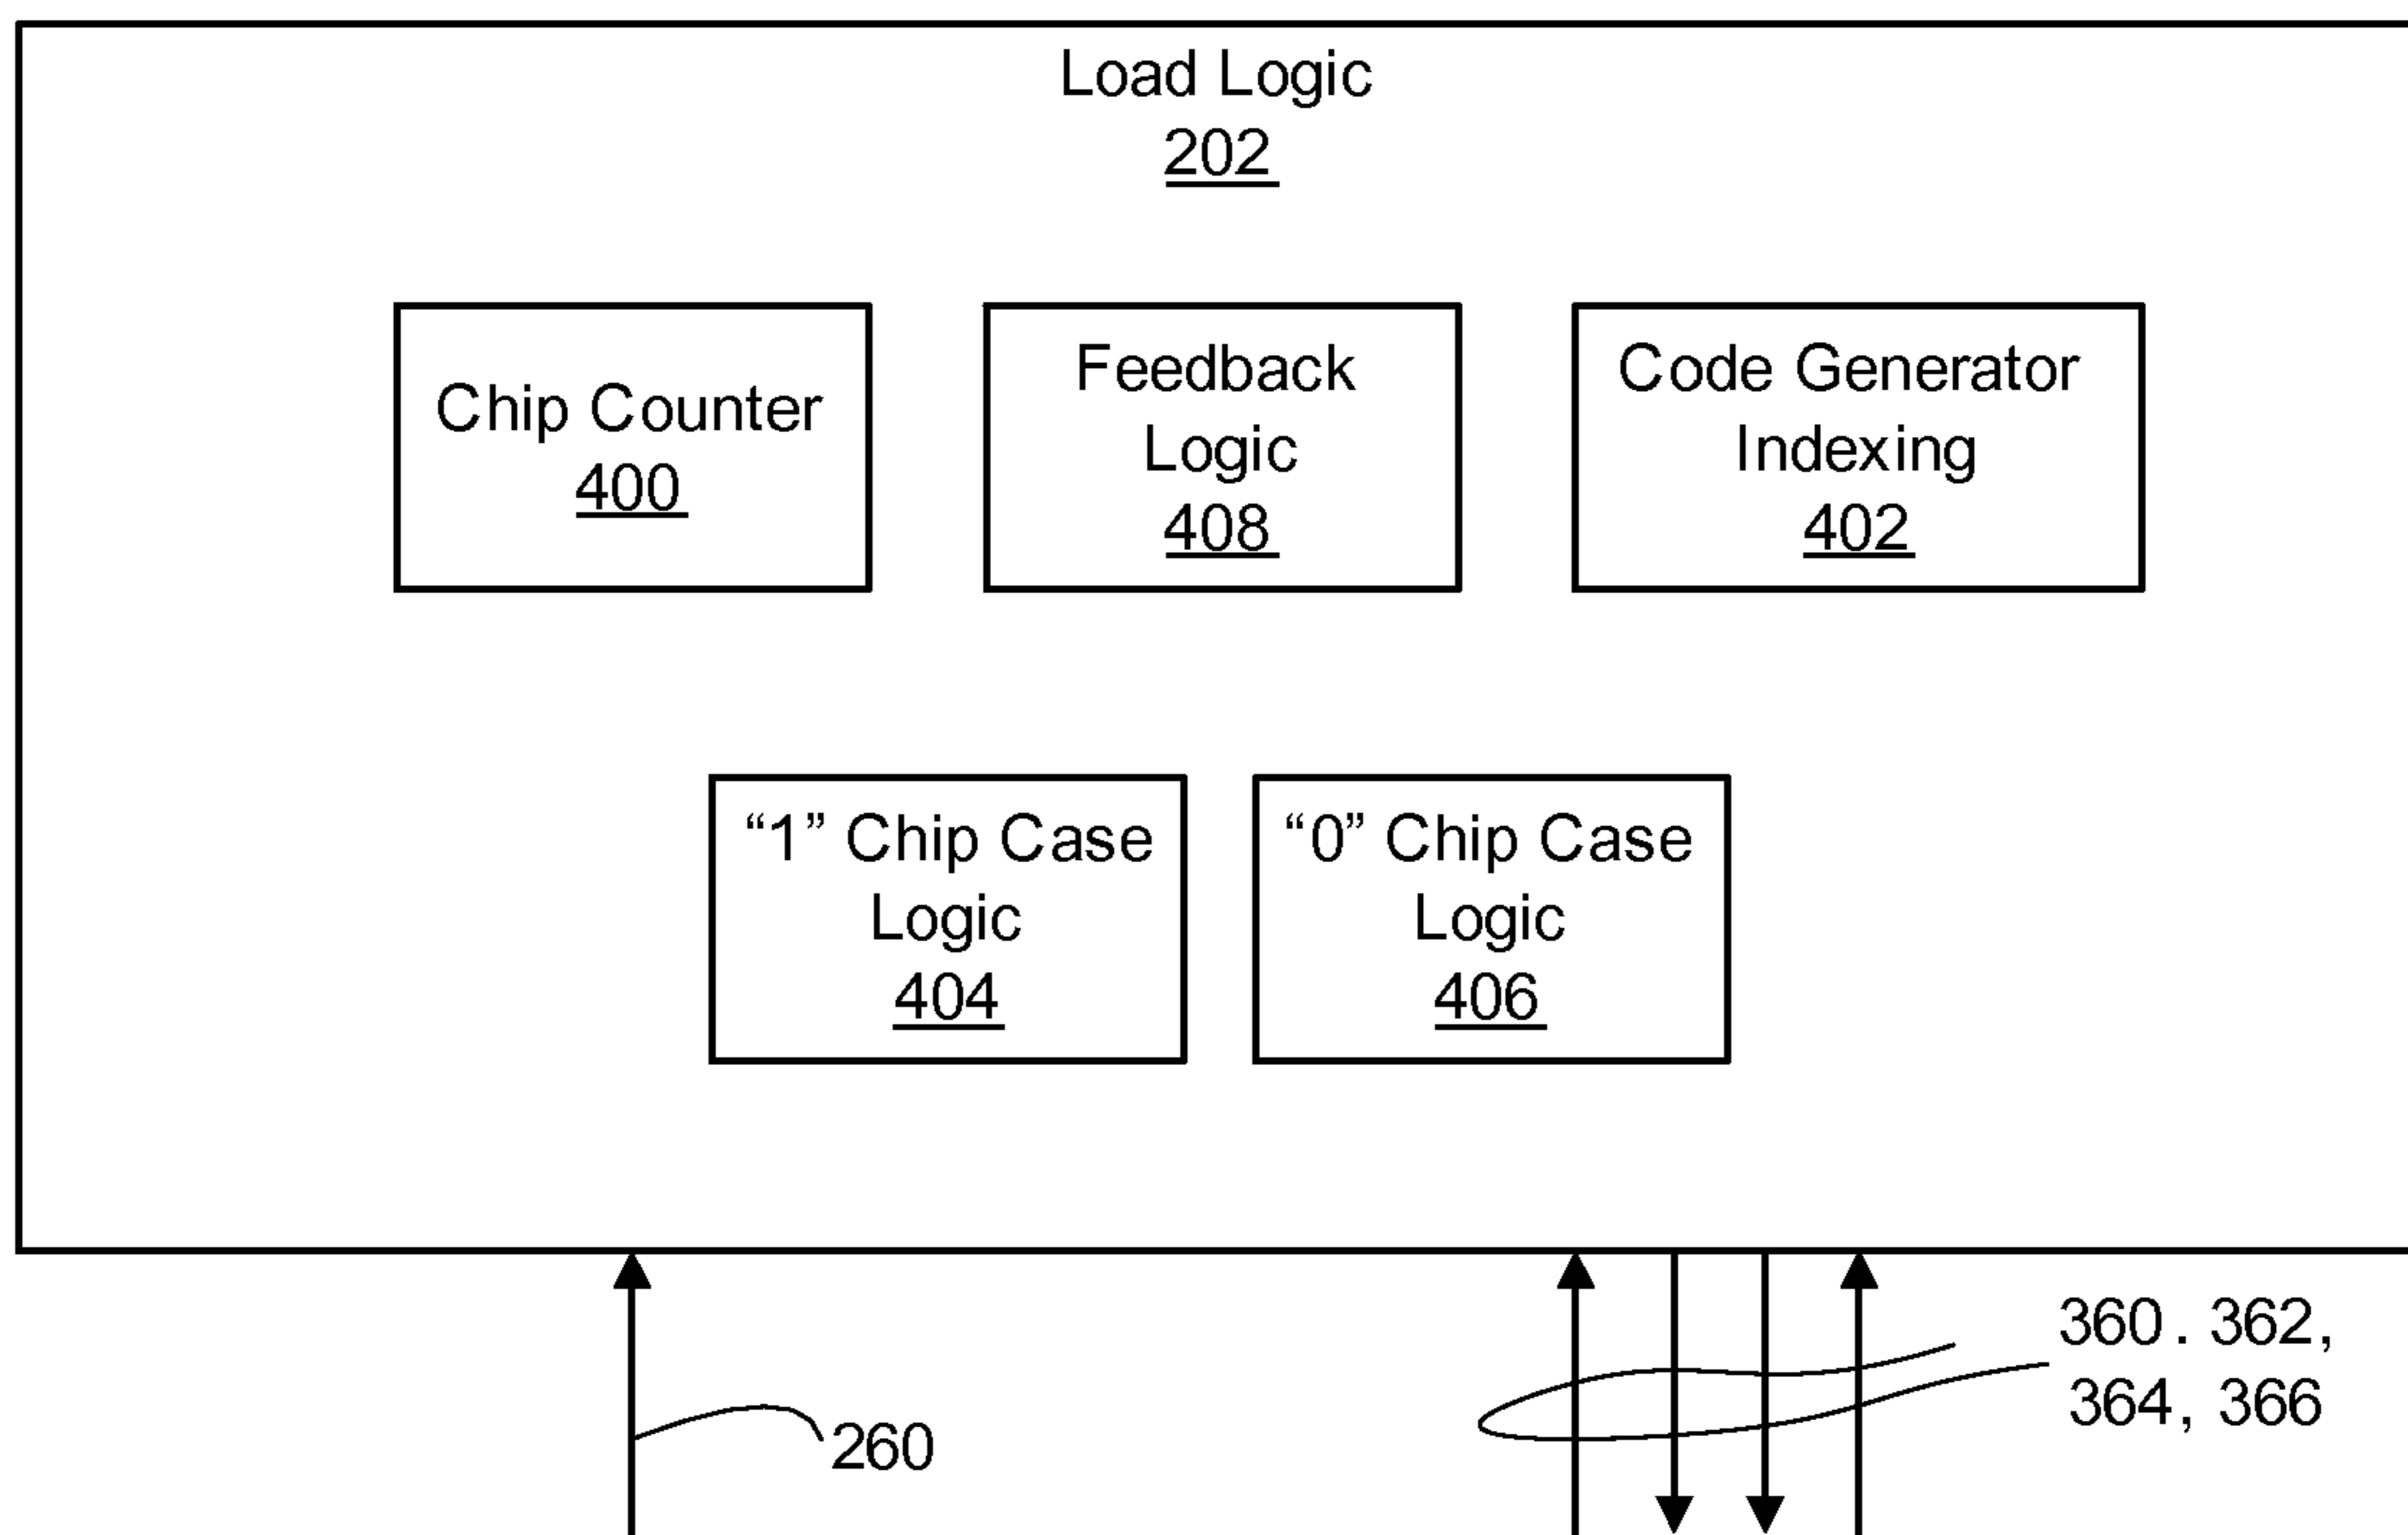 Load Logic
202
Chip Counter
400
Feedback
Logic
408
Code Generator
Indexing
402
“1” Chip Case
Logic
404
“0” Chip Case
Logic
406
260
360. 362,
364, 366